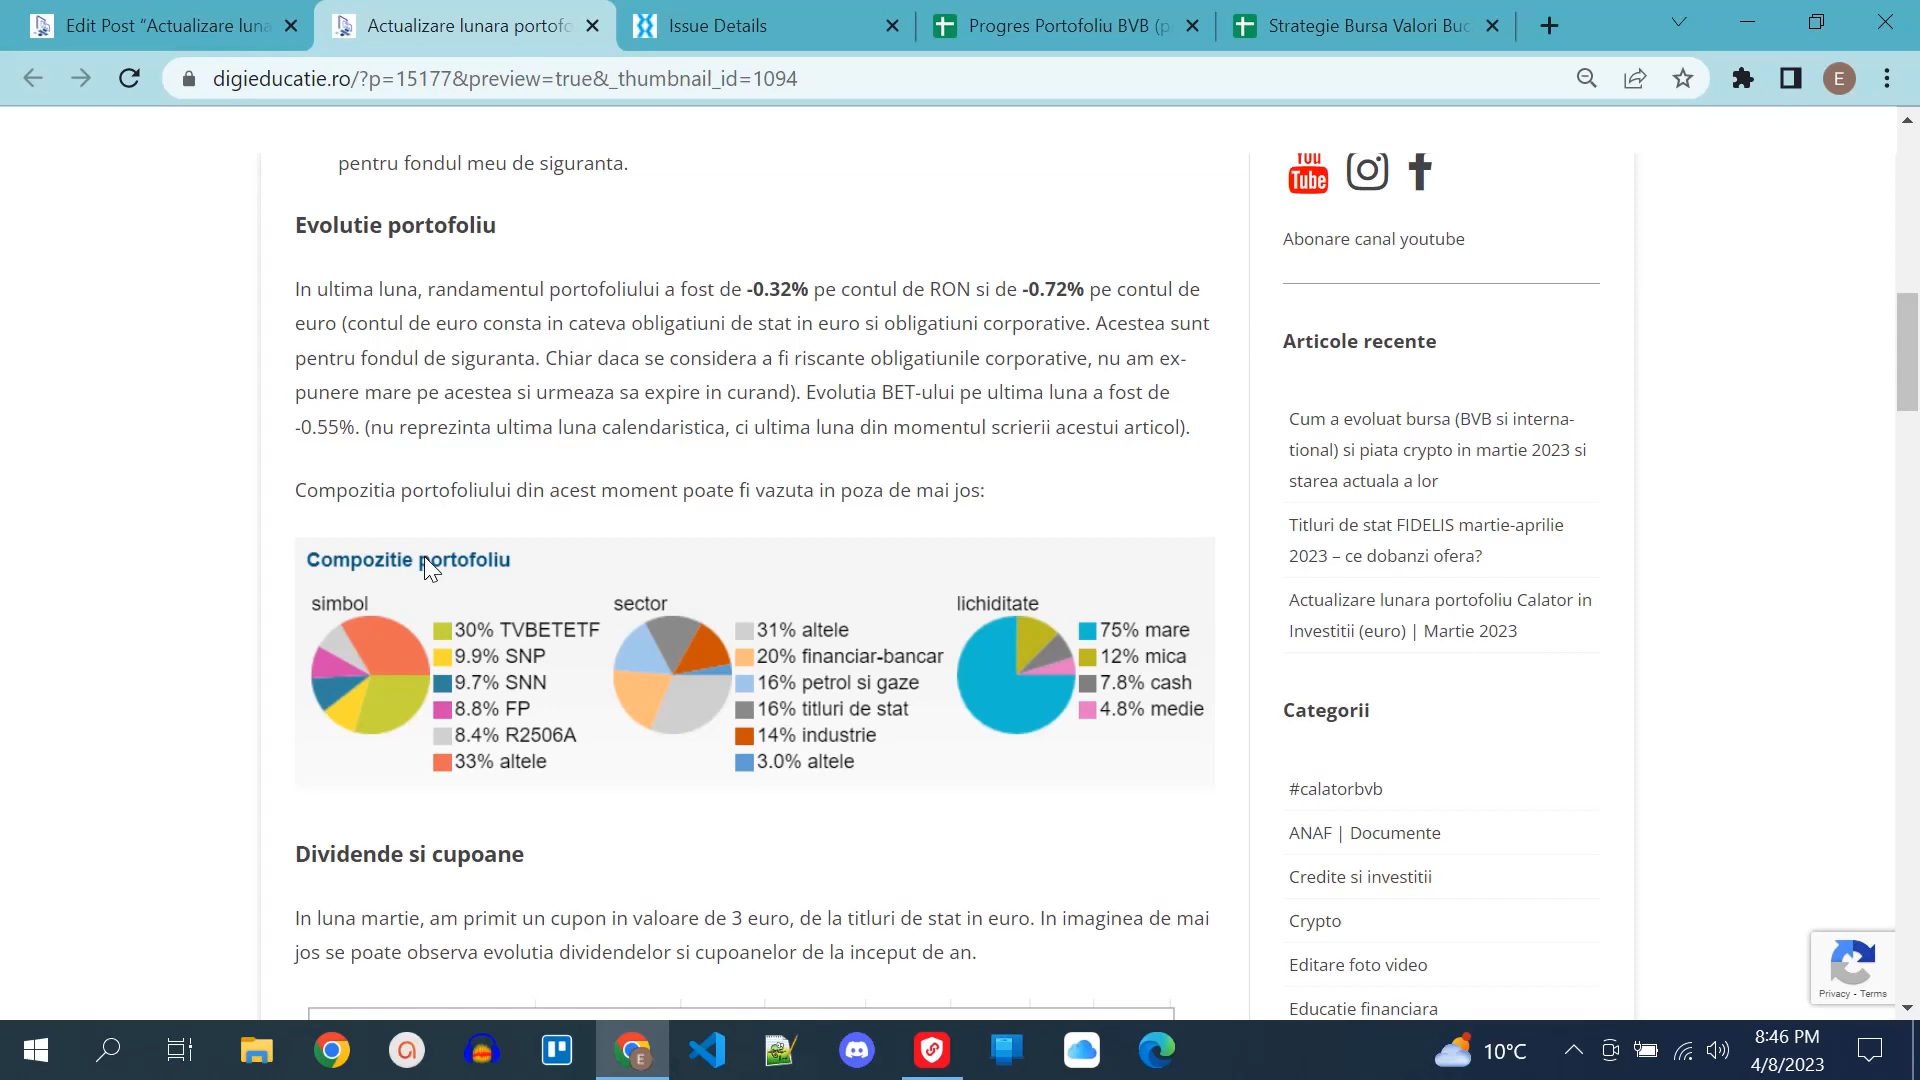 Edit Post “Actualizare luna
Actualizare lunara portofo
Issue Details
Progres Portofoliu BVB (p
Strategie Bursa Valori Buc
digieducatie.ro/?p=15177&preview=true&_thumbnail_id=1094
E
pentru fondul meu de siguranta.
Evolutie portofoliu
In ultima luna, randamentul portofoliului a fost de -0.32% pe contul de RON si de -0.72% pe contul de
euro (contul de euro consta in cateva obligatiuni de stat in euro si obligatiuni corporative. Acestea sunt
pentru fondul de siguranta. Chiar daca se considera a fi riscante obligatiunile corporative, nu am ex-
punere mare pe acestea si urmeaza sa expire in curand). Evolutia BET-ului pe ultima luna a fost de
-0.55%. (nu reprezinta ultima luna calendaristica, ci ultima luna din momentul scrierii acestui articol).
Compozitia portofoliului din acest moment poate fi vazuta in poza de mai jos:
Compozitie portofoliu
simbol
30% TVBETETF
9.9% SNP
9.7% SNN
8.8% FP
8.4% R2506A
33% altele
sector
31% altele
20% financiar-bancar
16% petrol si gaze
16% titluri de stat
14% industrie
3.0% altele
lichiditate
75% mare
12% mica
7.8% cash
4.8% medie
Dividende si cupoane
In luna martie, am primit un cupon in valoare de 3 euro, de la titluri de stat in euro. In imaginea de mai
jos se poate observa evolutia dividendelor si cupoanelor de la inceput de an.
You
Tube
Abonare canal youtube
Articole recente
Cum a evoluat bursa (BVB si interna-
tional) si piata crypto in martie 2023 si
starea actuala a lor
Titluri de stat FIDELIS martie-aprilie
2023 – ce dobanzi ofera?
Actualizare lunara portofoliu Calator in
Investitii (euro) | Martie 2023
Categorii
#calatorbvb
ANAF | Documente
Credite si investitii
Crypto
Editare foto video
Educatie financiara
Privacy - Terms
E
10°C
8:46 PM
4/8/2023